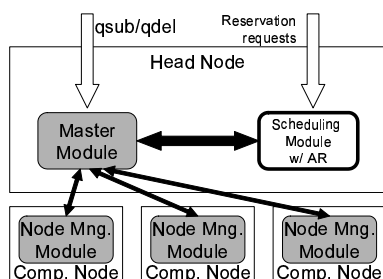 qsub/qdel
Reservation
requests
Head Node
Master
Module
Scheduling
Module
w/ AR
Node Mng.
Module
Comp. Node
Node Mng.
Module
Comp. Node
Node Mng.
Module
Comp. Node